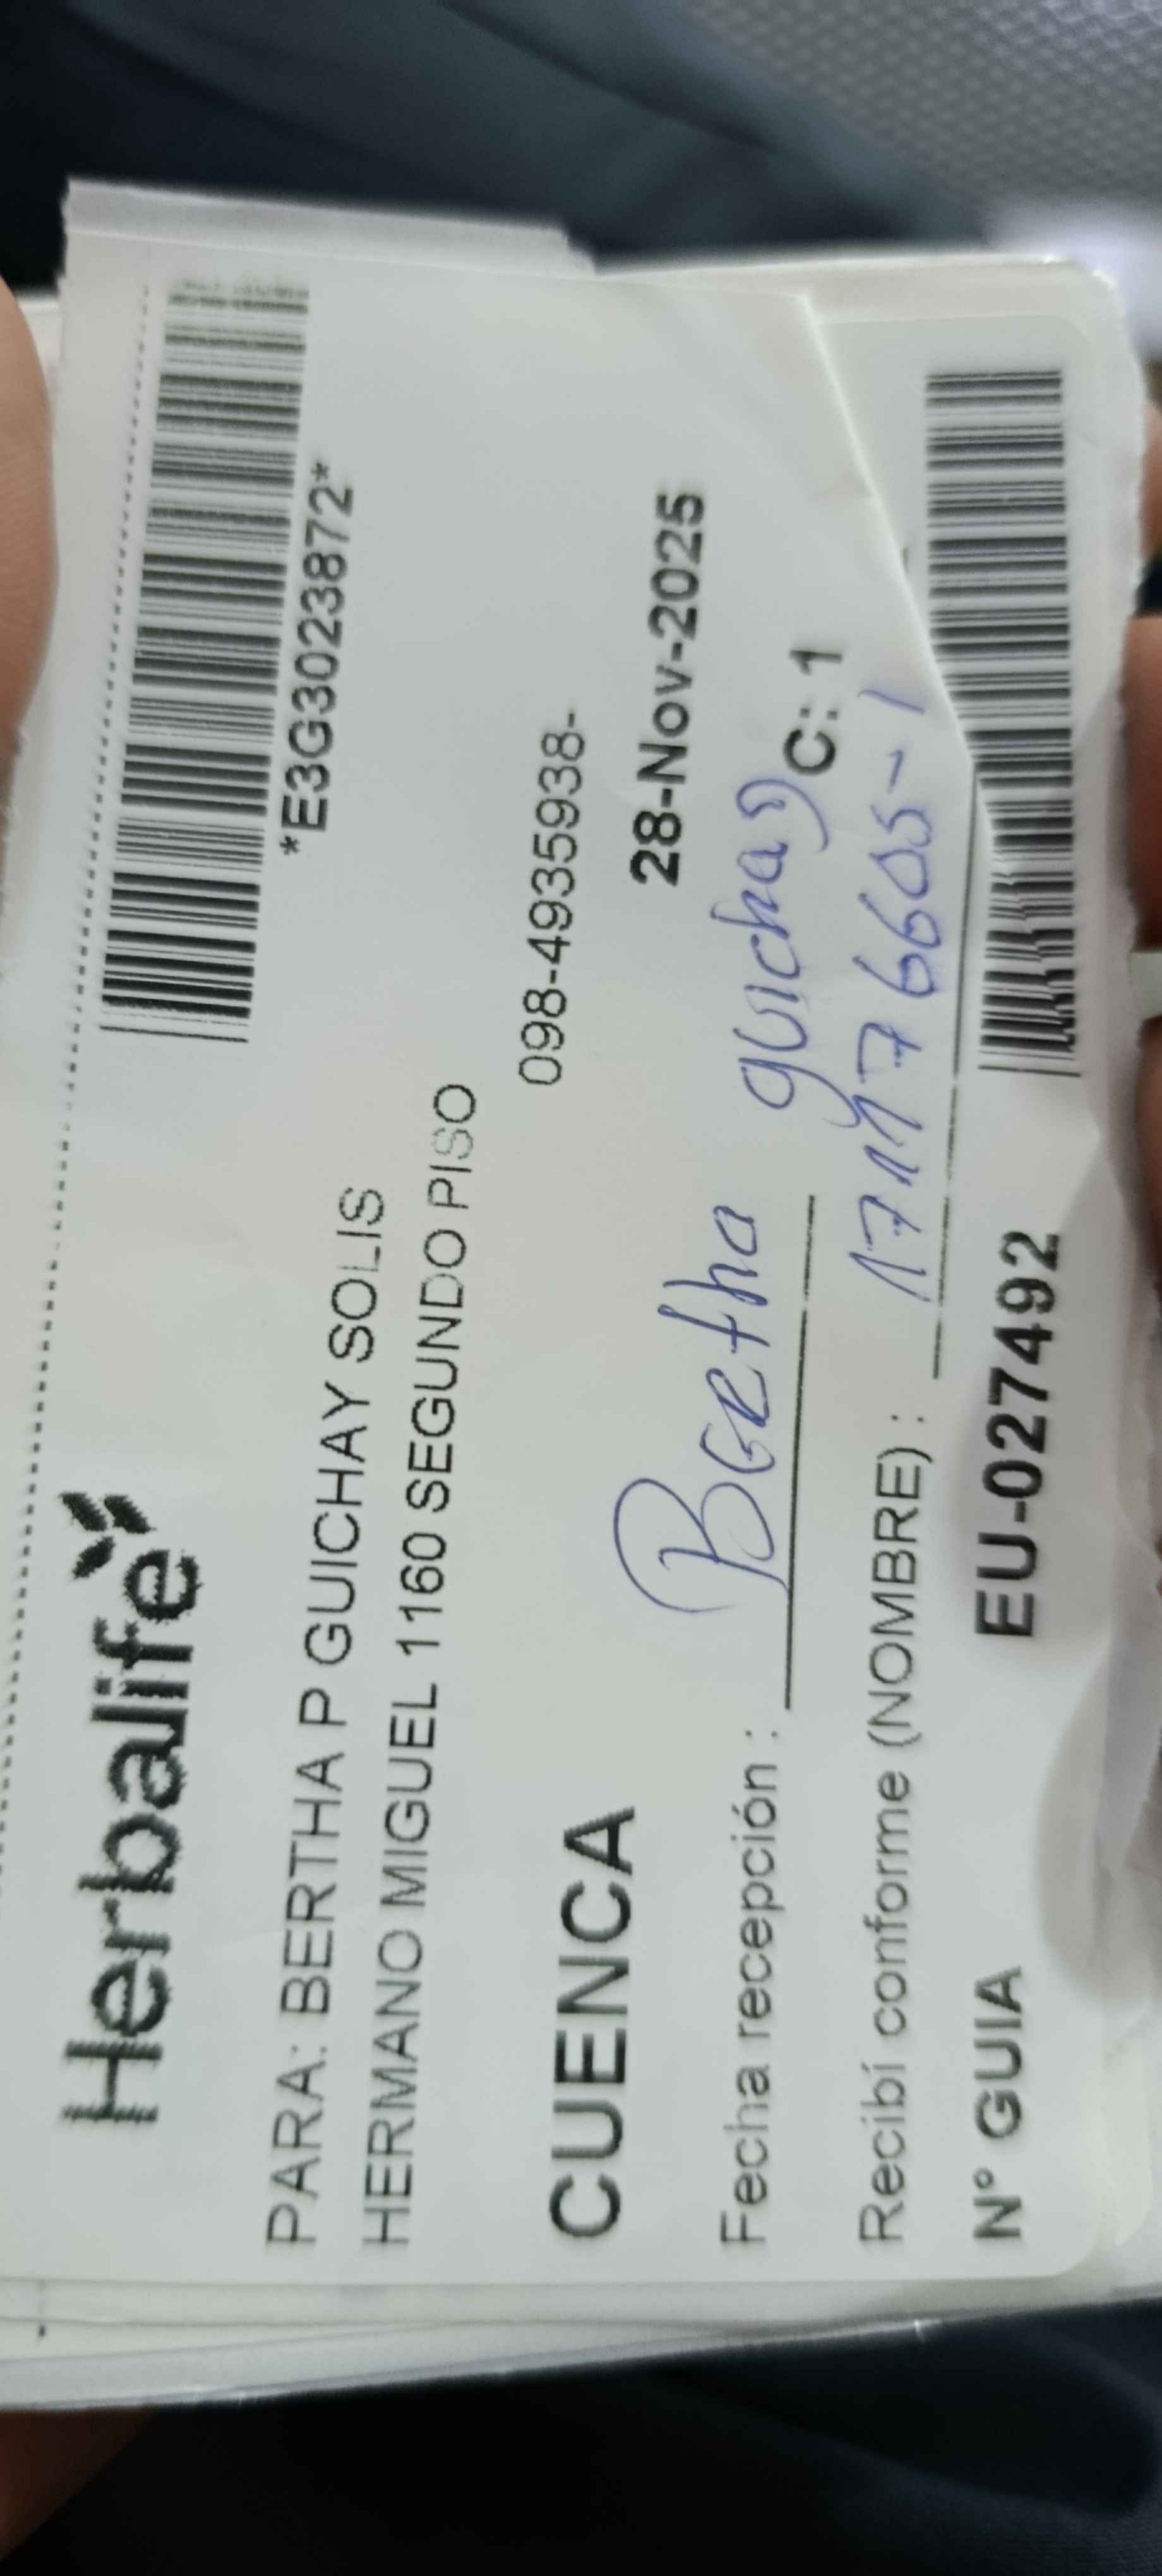 Herbalife
*E3G3023872*
PARA: BERTHA P GUICHAY SOLIS
HERMANO MIGUEL 1160 SEGUNDO PISO
098-4935938-
CUENCA
28-Nov-2025
Fecha recepción : Bertha guichay
C:: 1
Recibí conforme (NOMBRE) :
N° GUIA EU-027492